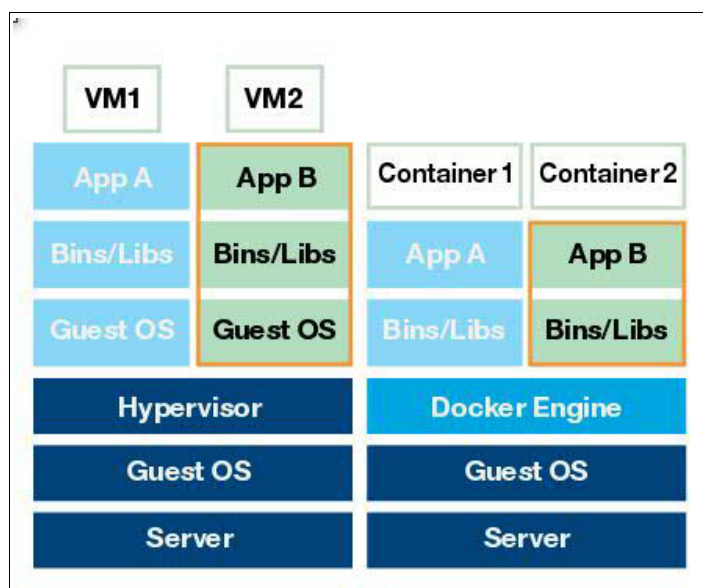 VM1
VM2
App A
App B
Bins/Libs
Bins/Libs
Guest OS
Guest OS
Hypervisor
Guest OS
Server
Container 1
Container 2
App A
App B
Bins/Libs
Bins/Libs
Docker Engine
Guest OS
Server